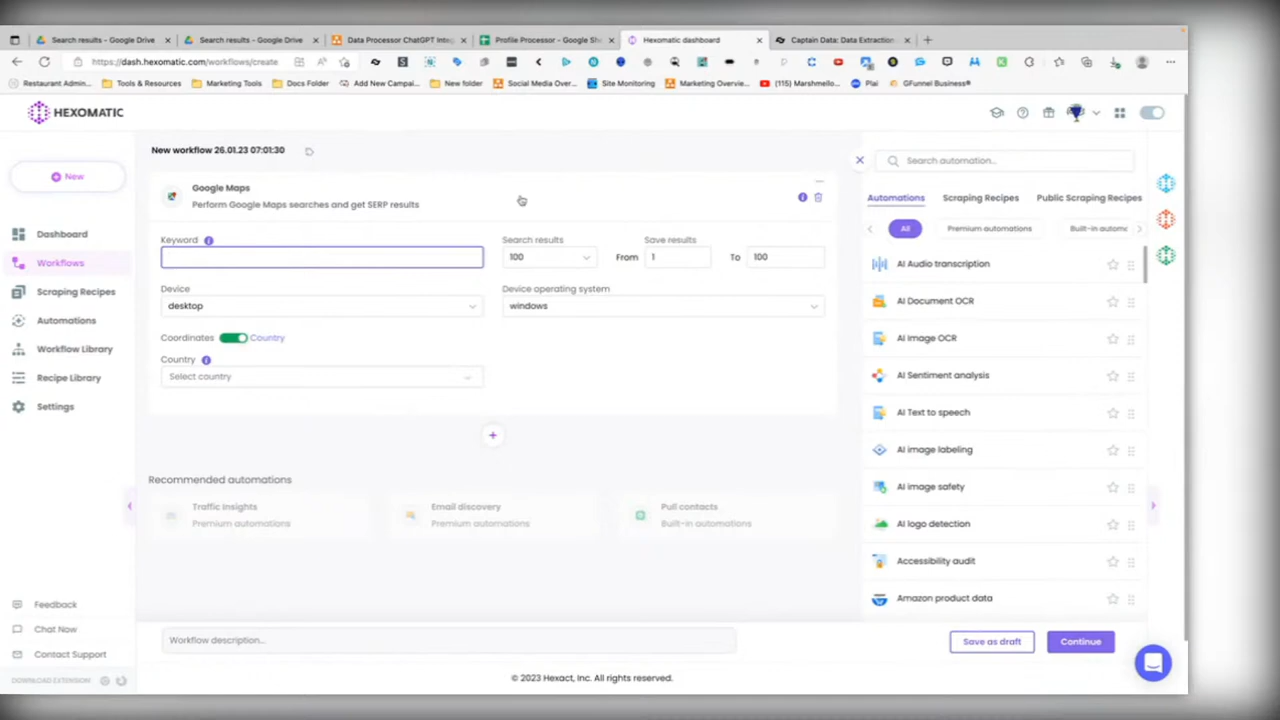 Search results - Google Drive
Search results - Google Drive
Data Processor ChatGPT Integ
Profile Processor - Google She
Hexomatic dashboard
Captain Data: Data Extraction
https://dash.hexomatic.com/workflows/create
Restaurant Admin...
Tools & Resources
Marketing Tools
Docs Folder
Add New Campai...
New folder
Social Media Over...
Site Monitoring
Marketing Overvie...
(115) Marshmello...
Plai
GFunnel Business®
HEXOMATIC
New
Dashboard
Workflows
Scraping Recipes
Automations
Workflow Library
Recipe Library
Settings
Feedback
Chat Now
Contact Support
DOWNLOAD EXTENSION
New workflow 26.01.23 07:01:30
Google Maps
Perform Google Maps searches and get SERP results
Keyword
Search results
Save results
100
From
1
To
100
Device
Device operating system
desktop
windows
Coordinates
Country
Country
Select country
Recommended automations
Traffic Insights
Premium automations
Email discovery
Premium automations
Pull contacts
Built-in automations
Search automation...
Automations
Scraping Recipes
Public Scraping Recipes
All
Premium automations
Built-in automa
AI Audio transcription
AI Document OCR
AI Image OCR
AI Sentiment analysis
AI Text to speech
AI image labeling
AI image safety
AI logo detection
Accessibility audit
Amazon product data
Workflow description...
Save as draft
Continue
© 2023 Hexact, Inc. All rights reserved.